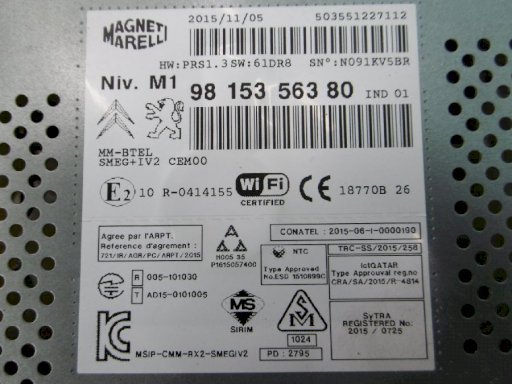 MAGNETI
MARELLI
2015/11/05
503551227112
HW:PRS1.3 SW:61DR8 SN°:N091KV5BR
Niv. M1
98 153 563 80 IND 01
MM-BTEL
SMEG+IV2 CEM00
E2 10 R-0414155
Wi Fi
CERTIFIED
CE 18770B 26
Agree par l'ARPT.
Reference d'agrement :
721/IR/AGR/PC/ARPT/2015
A
A A
H005 35
P1615057400
CONATEL : 2015-06-I-0000190
NTC
Type Approved
No.ESD 1510899C
TRC-SS/2015/258
IctQATAR
Type Approval reg.no
CRA/SA/2015/R-4814
R 005-101030
T AD15-0101005
MS
SIRIM
S
M
1024
PD : 2795
SyTRA
REGISTERED No:
2015 / 0725
KC
MSIP-CMM-RX2-SMEGIV2